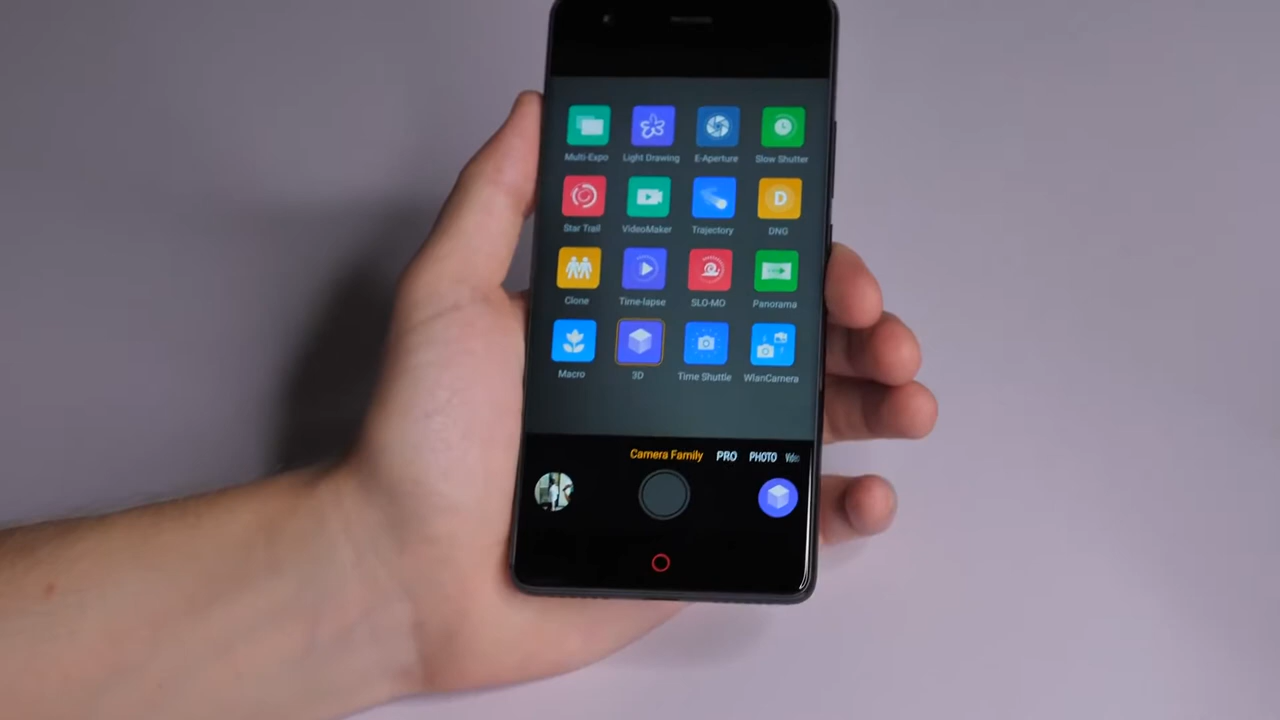 Multi-Expo Light Drawing E-Aperture Slow Shutter
Star Trail VideoMaker Trajectory DNG
D
Clone Time-lapse SLO-MO Panorama
Macro 3D Time Shuttle WlanCamera
Camera Family PRO PHOTO Video